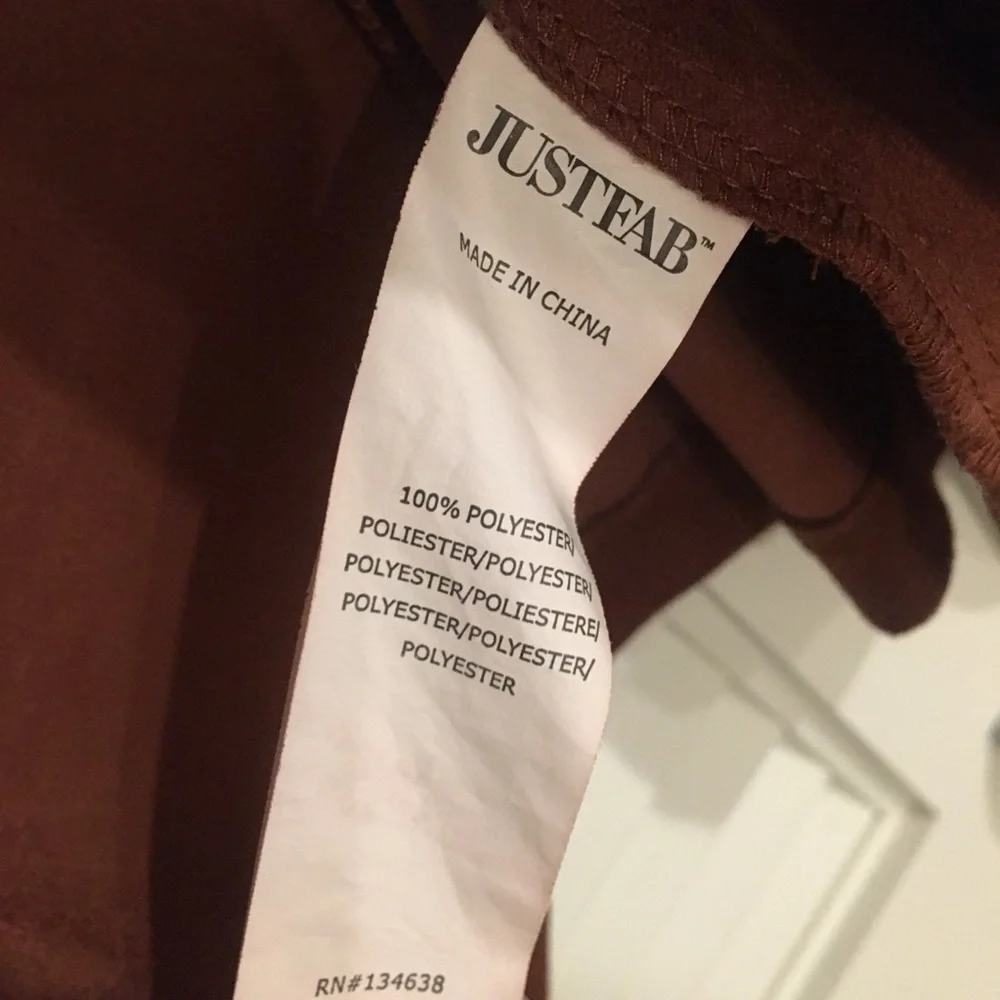 JUSTFAB™
MADE IN CHINA
100% POLYESTER/
POLIESTER/POLYESTER/
POLYESTER/POLIESTERE/
POLYESTER/POLYESTER/
POLYESTER
RN#134638